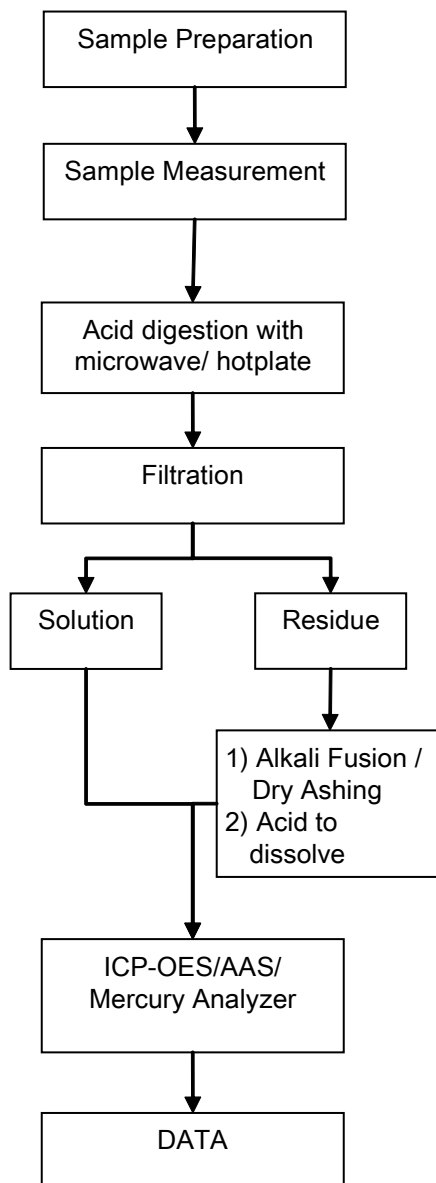 Sample Preparation
Sample Measurement
Acid digestion with
microwave/ hotplate
Filtration
Solution
Residue
1) Alkali Fusion /
Dry Ashing
2) Acid to
dissolve
ICP-OES/AAS/
Mercury Analyzer
DATA